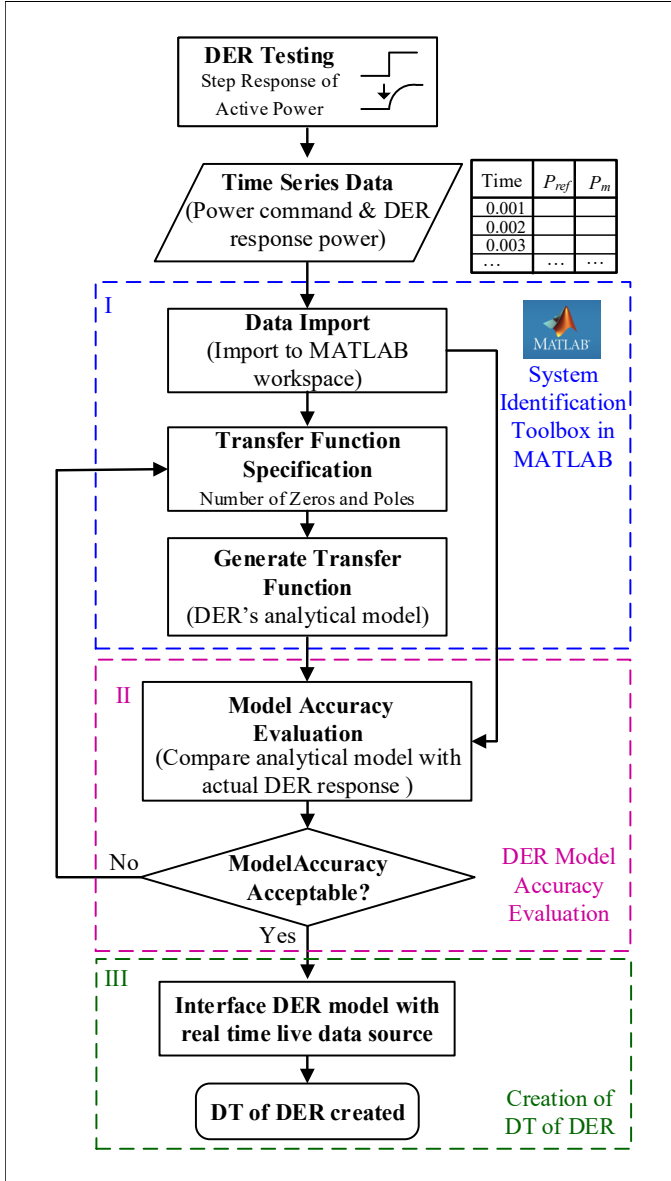 DER Testing
Step Response of
Active Power
Time Series Data
(Power command & DER
response power)
Time P_ref P_m
0.001
0.002
0.003
... ... ...
I
Data Import
(Import to MATLAB
workspace)
MATLAB®
System
Identification
Toolbox in
MATLAB
Transfer Function
Specification
Number of Zeros and Poles
Generate Transfer
Function
(DER’s analytical model)
II
Model Accuracy
Evaluation
(Compare analytical model with
actual DER response )
No
ModelAccuracy
Acceptable?
Yes
DER Model
Accuracy
Evaluation
III
Interface DER model with
real time live data source
DT of DER created
Creation of
DT of DER